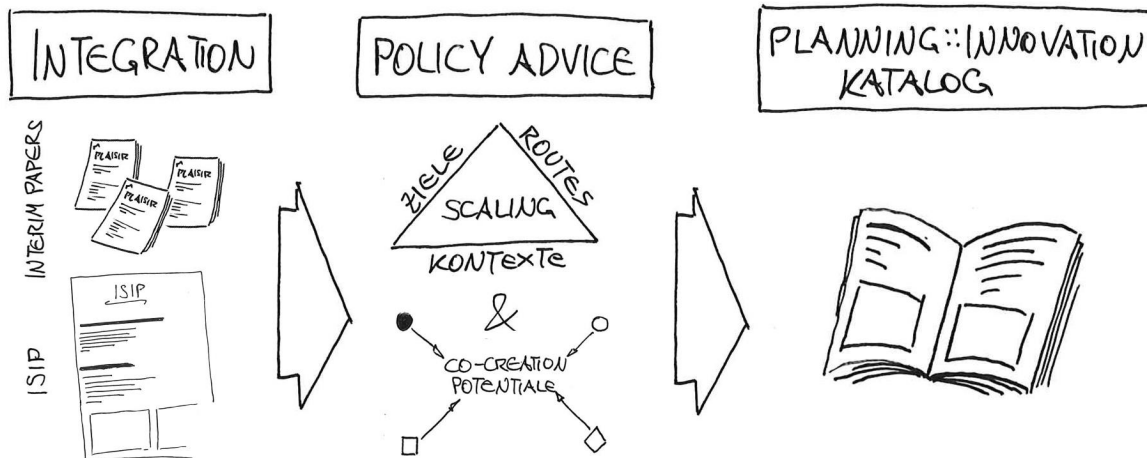 INTEGRATION
INTERIM PAPERS
PLAISIR
PLAISIR
PLAISIR
ISIP
ISIP
POLICY ADVICE
ZIELE
ROUTES
SCALING
KONTEXTE
&
CO-CREATION
POTENTIALE
PLANNING::INNOVATION
KATALOG